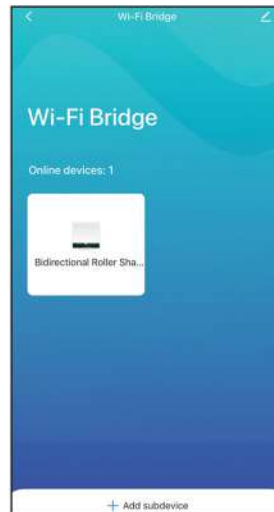 Wi-Fi Bridge
Wi-Fi Bridge
Online devices: 1
Bidirectional Roller Sha...
+ Add subdevice